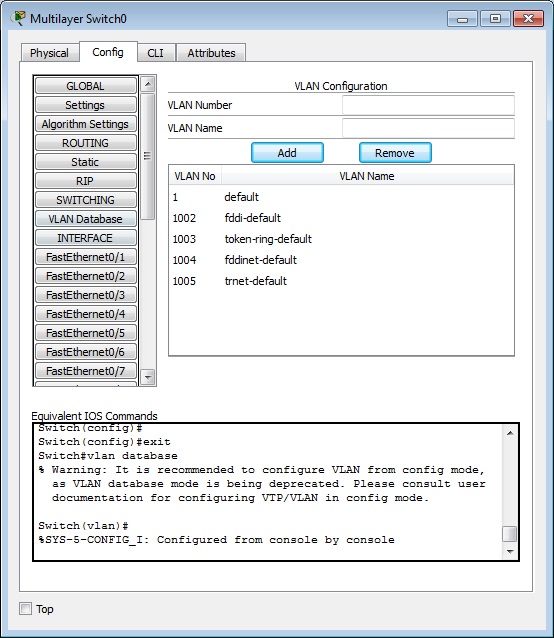 Multilayer Switch0
Physical
Config
CLI
Attributes
GLOBAL
Settings
Algorithm Settings
ROUTING
Static
RIP
SWITCHING
VLAN Database
INTERFACE
FastEthernet0/1
FastEthernet0/2
FastEthernet0/3
FastEthernet0/4
FastEthernet0/5
FastEthernet0/6
FastEthernet0/7
VLAN Configuration
VLAN Number
VLAN Name
Add
Remove
VLAN No VLAN Name
1 default
1002 fddi-default
1003 token-ring-default
1004 fddinet-default
1005 trnet-default
Equivalent IOS Commands
Switch(config)#
Switch(config)#exit
Switch#vlan database
% Warning: It is recommended to configure VLAN from config mode,
as VLAN database mode is being deprecated. Please consult user
documentation for configuring VTP/VLAN in config mode.
Switch(vlan)#
%SYS-5-CONFIG_I: Configured from console by console
Top